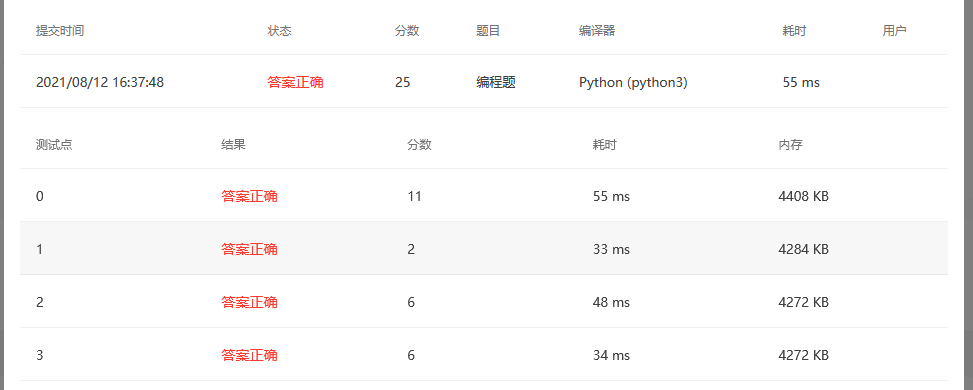 提交时间 状态 分数 题目 编译器 耗时 用户
2021/08/12 16:37:48 答案正确 25 编程题 Python (python3) 55 ms
测试点 结果 分数 耗时 内存
0 答案正确 11 55 ms 4408 KB
1 答案正确 2 33 ms 4284 KB
2 答案正确 6 48 ms 4272 KB
3 答案正确 6 34 ms 4272 KB